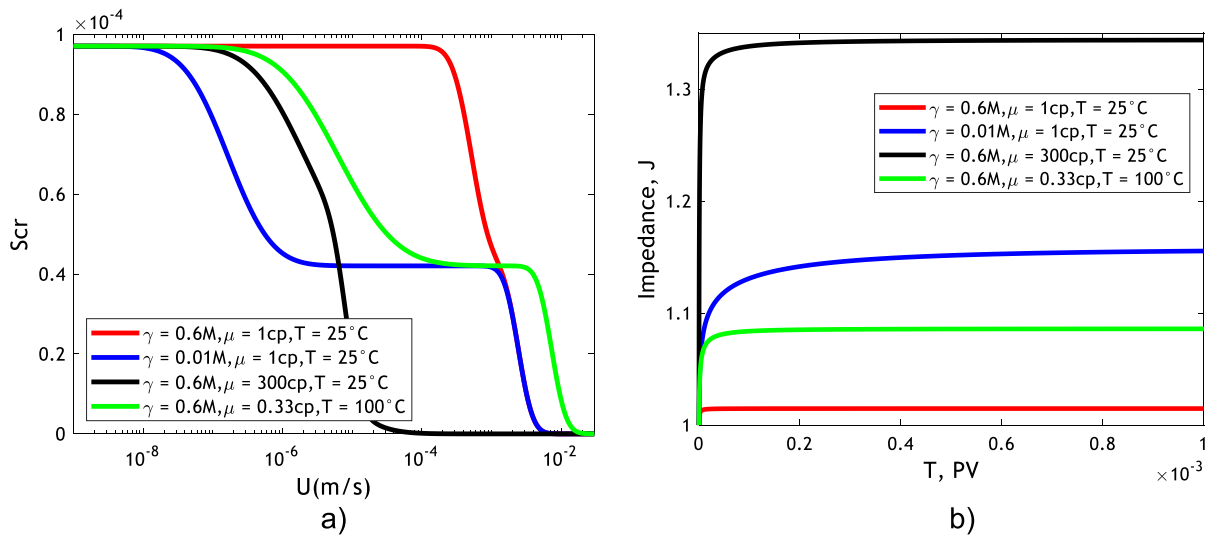 ×10⁻⁴
1
0.8
0.6
0.4
0.2
0
Scr
γ = 0.6M,μ = 1cp,T = 25°C
γ = 0.01M,μ = 1cp,T = 25°C
γ = 0.6M,μ = 300cp,T = 25°C
γ = 0.6M,μ = 0.33cp,T = 100°C
10⁻⁸ 10⁻⁶ 10⁻⁴ 10⁻²
U(m/s)
a)
1.3
1.2
1.1
1
Impedance, J
γ = 0.6M,μ = 1cp,T = 25°C
γ = 0.01M,μ = 1cp,T = 25°C
γ = 0.6M,μ = 300cp,T = 25°C
γ = 0.6M,μ = 0.33cp,T = 100°C
0 0.2 0.4 0.6 0.8 1
T, PV
×10⁻³
b)